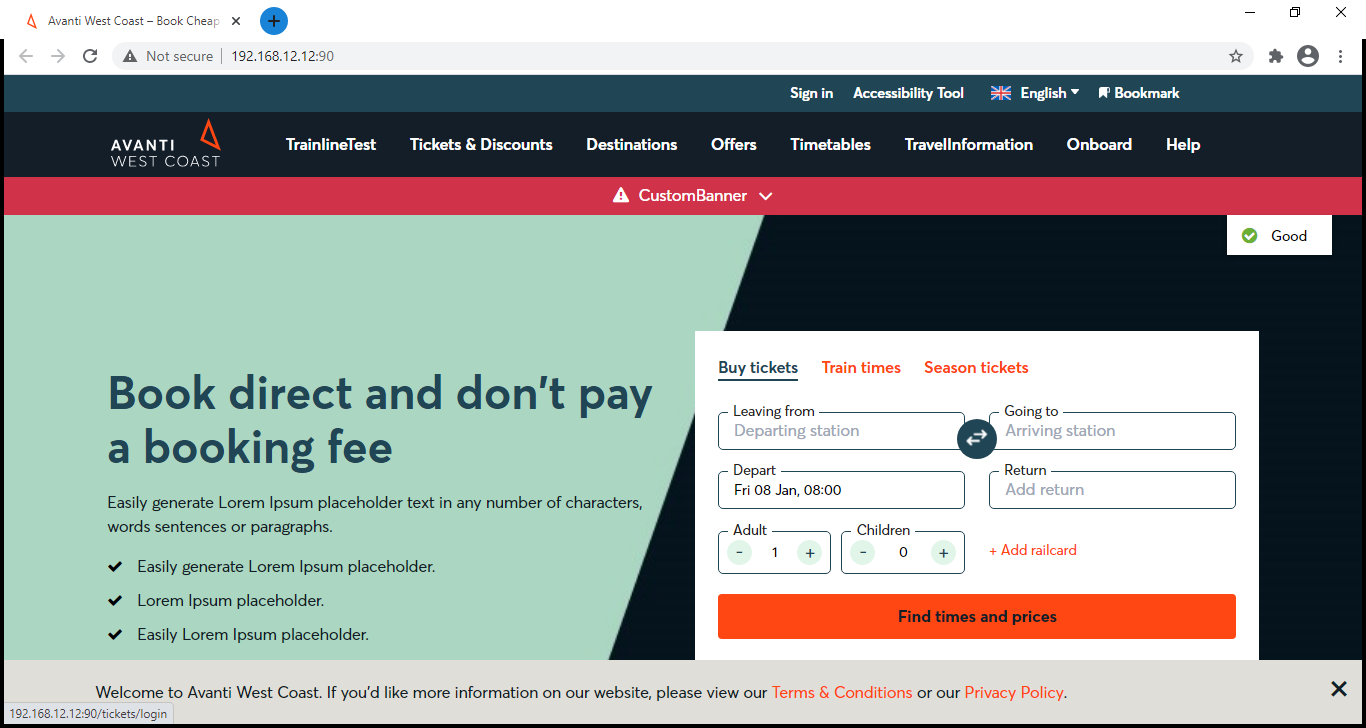 Avanti West Coast – Book Cheap
Not secure 192.168.12.12:90
Sign in Accessibility Tool English Bookmark
AVANTI
WEST COAST
TrainlineTest Tickets & Discounts Destinations Offers Timetables TravelInformation Onboard Help
CustomBanner
Good
Book direct and don't pay
a booking fee
Easily generate Lorem Ipsum placeholder text in any number of characters,
words sentences or paragraphs.
Easily generate Lorem Ipsum placeholder.
Lorem Ipsum placeholder.
Easily Lorem Ipsum placeholder.
Buy tickets Train times Season tickets
Leaving from Going to
Departing station Arriving station
Depart Return
Fri 08 Jan, 08:00 Add return
Adult Children
- 1 + - 0 + + Add railcard
Find times and prices
Welcome to Avanti West Coast. If you'd like more information on our website, please view our Terms & Conditions or our Privacy Policy.
192.168.12.12:90/tickets/login